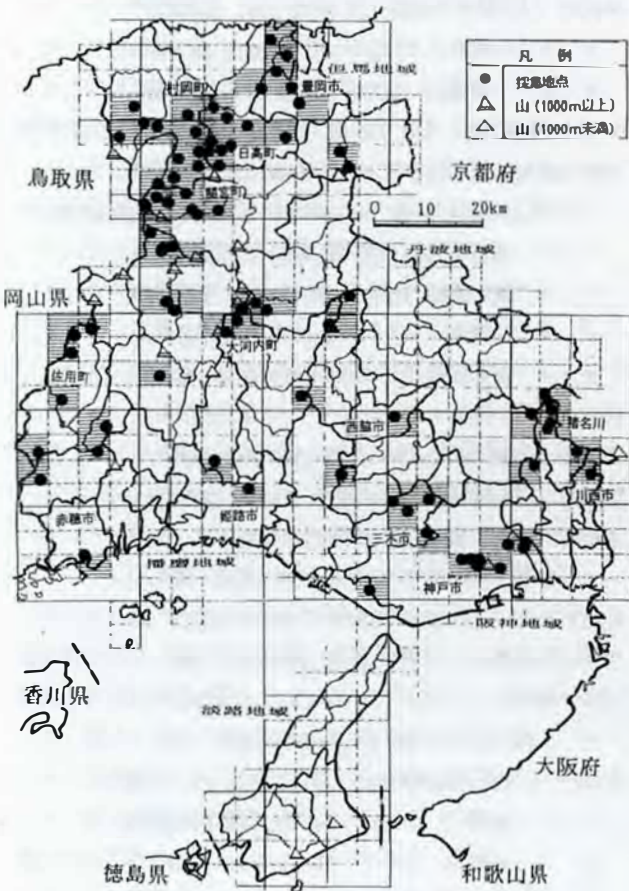 凡 例
採集地点
山 (1000m以上)
山 (1000m未満)
但馬地域
村岡町
豊岡市
日高町
鳥取県
関宮町
京都府
0 10 20km
丹波地域
岡山県
大河内町
佐用町
西脇市
猪名川
川西市
赤穂市
姫路市
三木市
播磨地域
神戸市
阪神地域
香川県
淡路地域
大阪府
徳島県
和歌山県